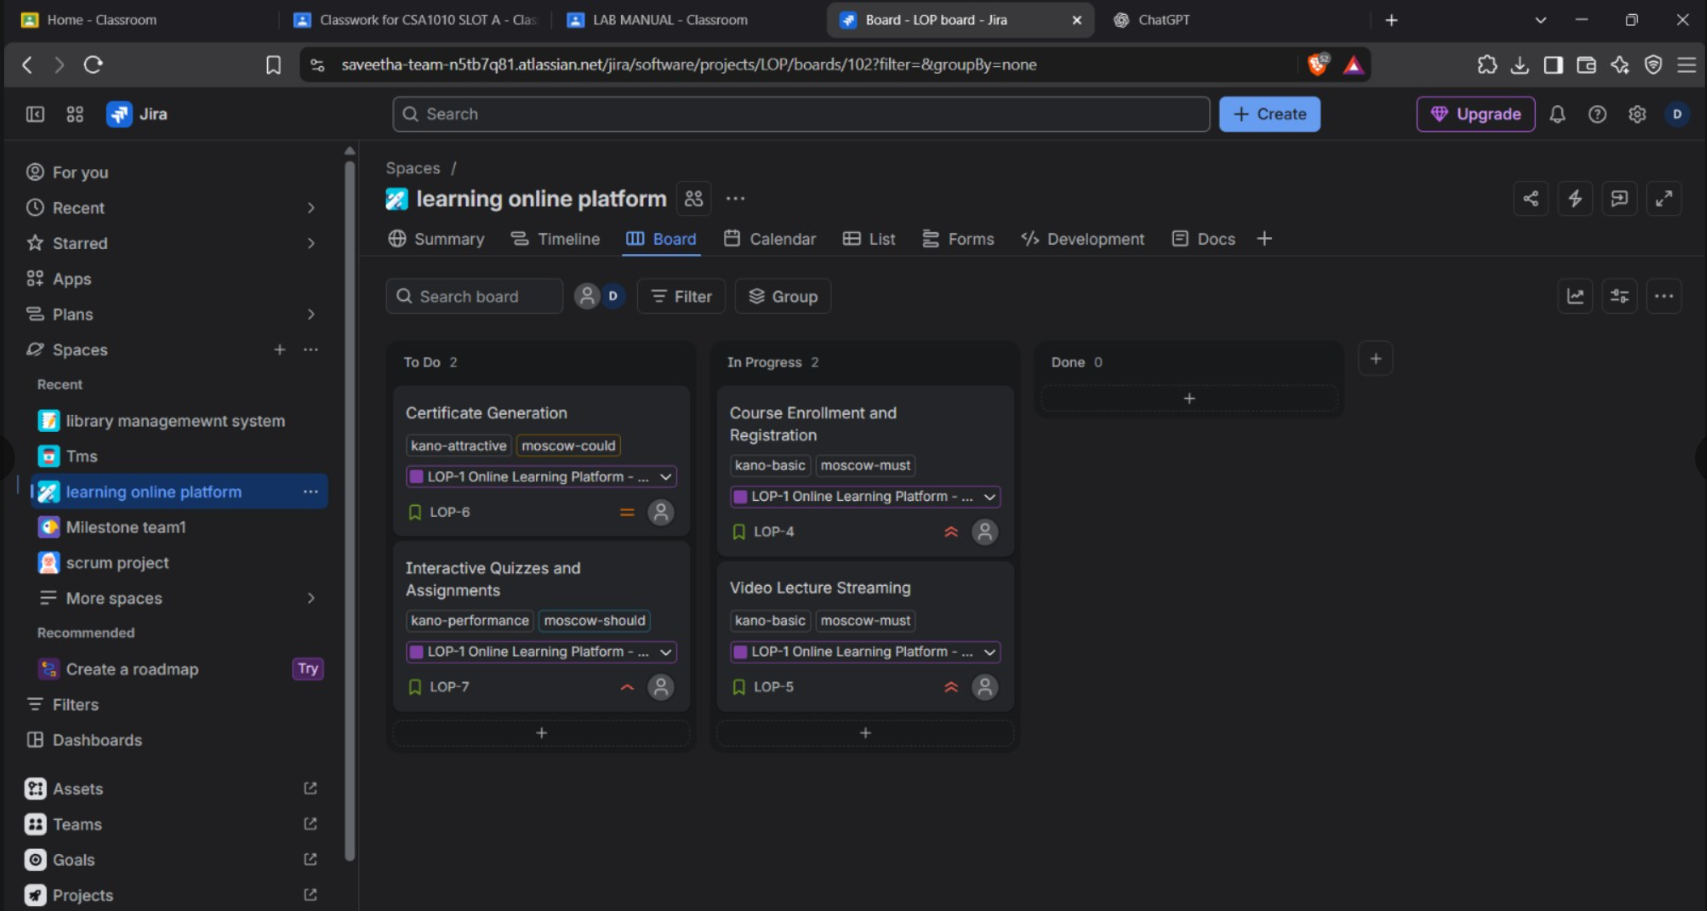 Home - Classroom
Classwork for CSA1010 SLOT A - Clas
LAB MANUAL - Classroom
Board - LOP board - Jira
ChatGPT
saveetha-team-n5tb7q81.atlassian.net/jira/software/projects/LOP/boards/102?filter=&groupBy=none
Jira
Search
Create
Upgrade
D
For you
Recent
Starred
Apps
Plans
Spaces
Recent
library managemewnt system
Tms
learning online platform
Milestone team1
scrum project
More spaces
Recommended
Create a roadmap
Try
Filters
Dashboards
Assets
Teams
Goals
Projects
Spaces /
learning online platform
Summary
Timeline
Board
Calendar
List
Forms
Development
Docs
Search board
D
Filter
Group
To Do 2
Certificate Generation
kano-attractive moscow-could
LOP-1 Online Learning Platform - ...
LOP-6
Interactive Quizzes and
Assignments
kano-performance moscow-should
LOP-1 Online Learning Platform - ...
LOP-7
In Progress 2
Course Enrollment and
Registration
kano-basic moscow-must
LOP-1 Online Learning Platform - ...
LOP-4
Video Lecture Streaming
kano-basic moscow-must
LOP-1 Online Learning Platform - ...
LOP-5
Done 0